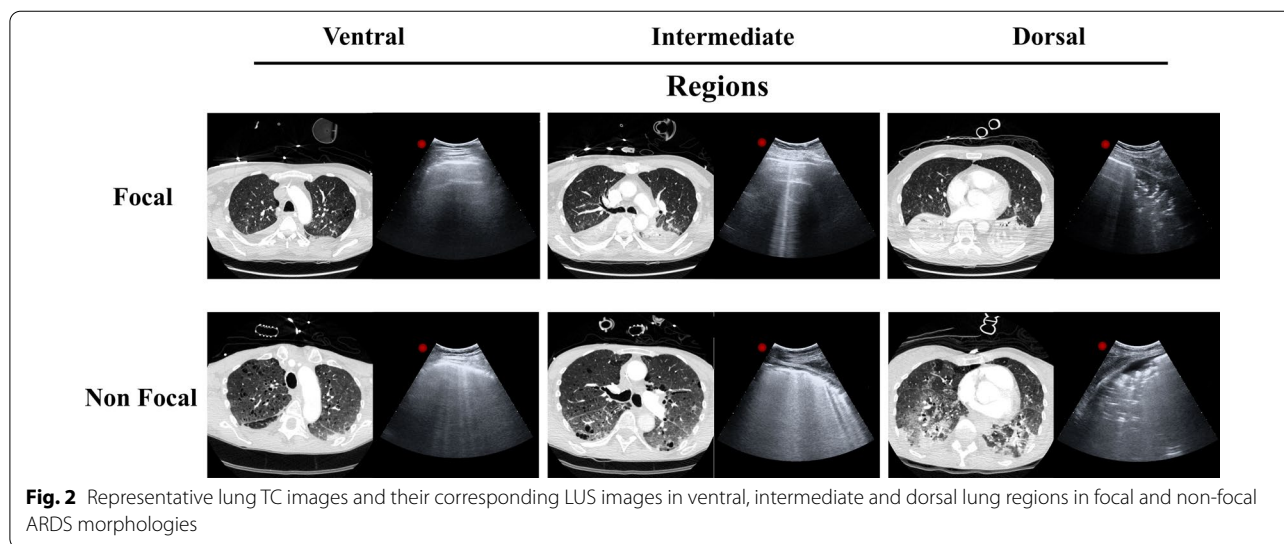 Ventral Intermediate Dorsal
Regions
Focal
Non Focal
Fig. 2 Representative lung TC images and their corresponding LUS images in ventral, intermediate and dorsal lung regions in focal and non-focal
ARDS morphologies